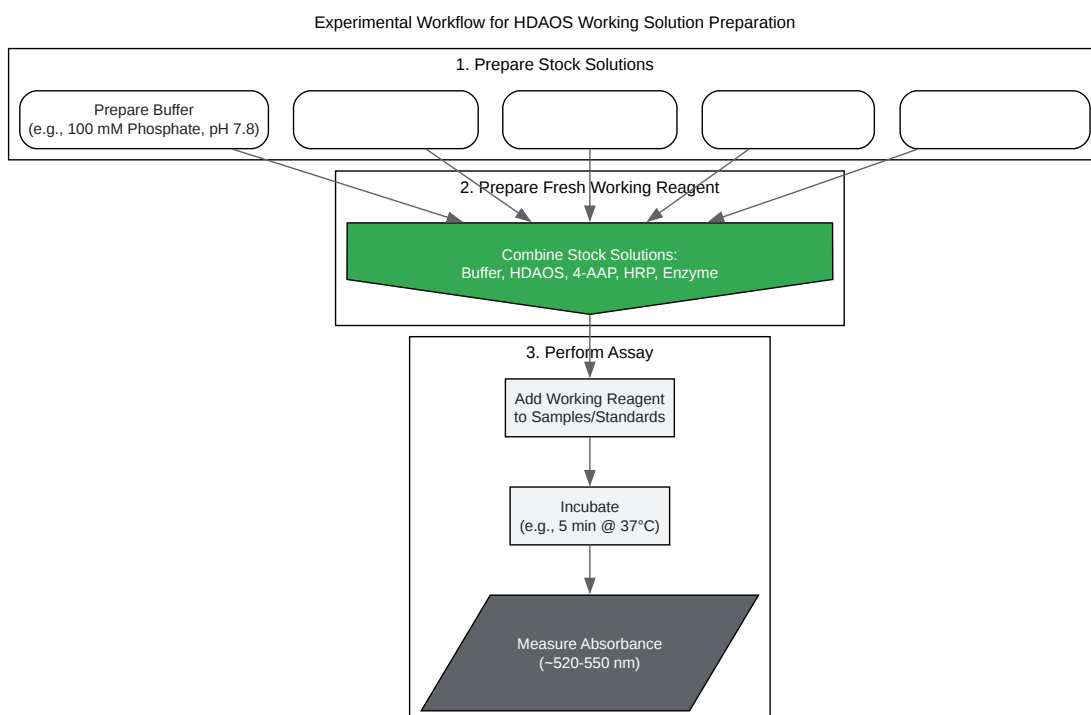 Experimental Workflow for HDAOS Working Solution Preparation
1. Prepare Stock Solutions
Prepare Buffer
(e.g., 100 mM Phosphate, pH 7.8)
2. Prepare Fresh Working Reagent
Combine Stock Solutions:
Buffer, HDAOS, 4-AAP, HRP, Enzyme
3. Perform Assay
Add Working Reagent
to Samples/Standards
Incubate
(e.g., 5 min @ 37°C)
Measure Absorbance
(~520-550 nm)